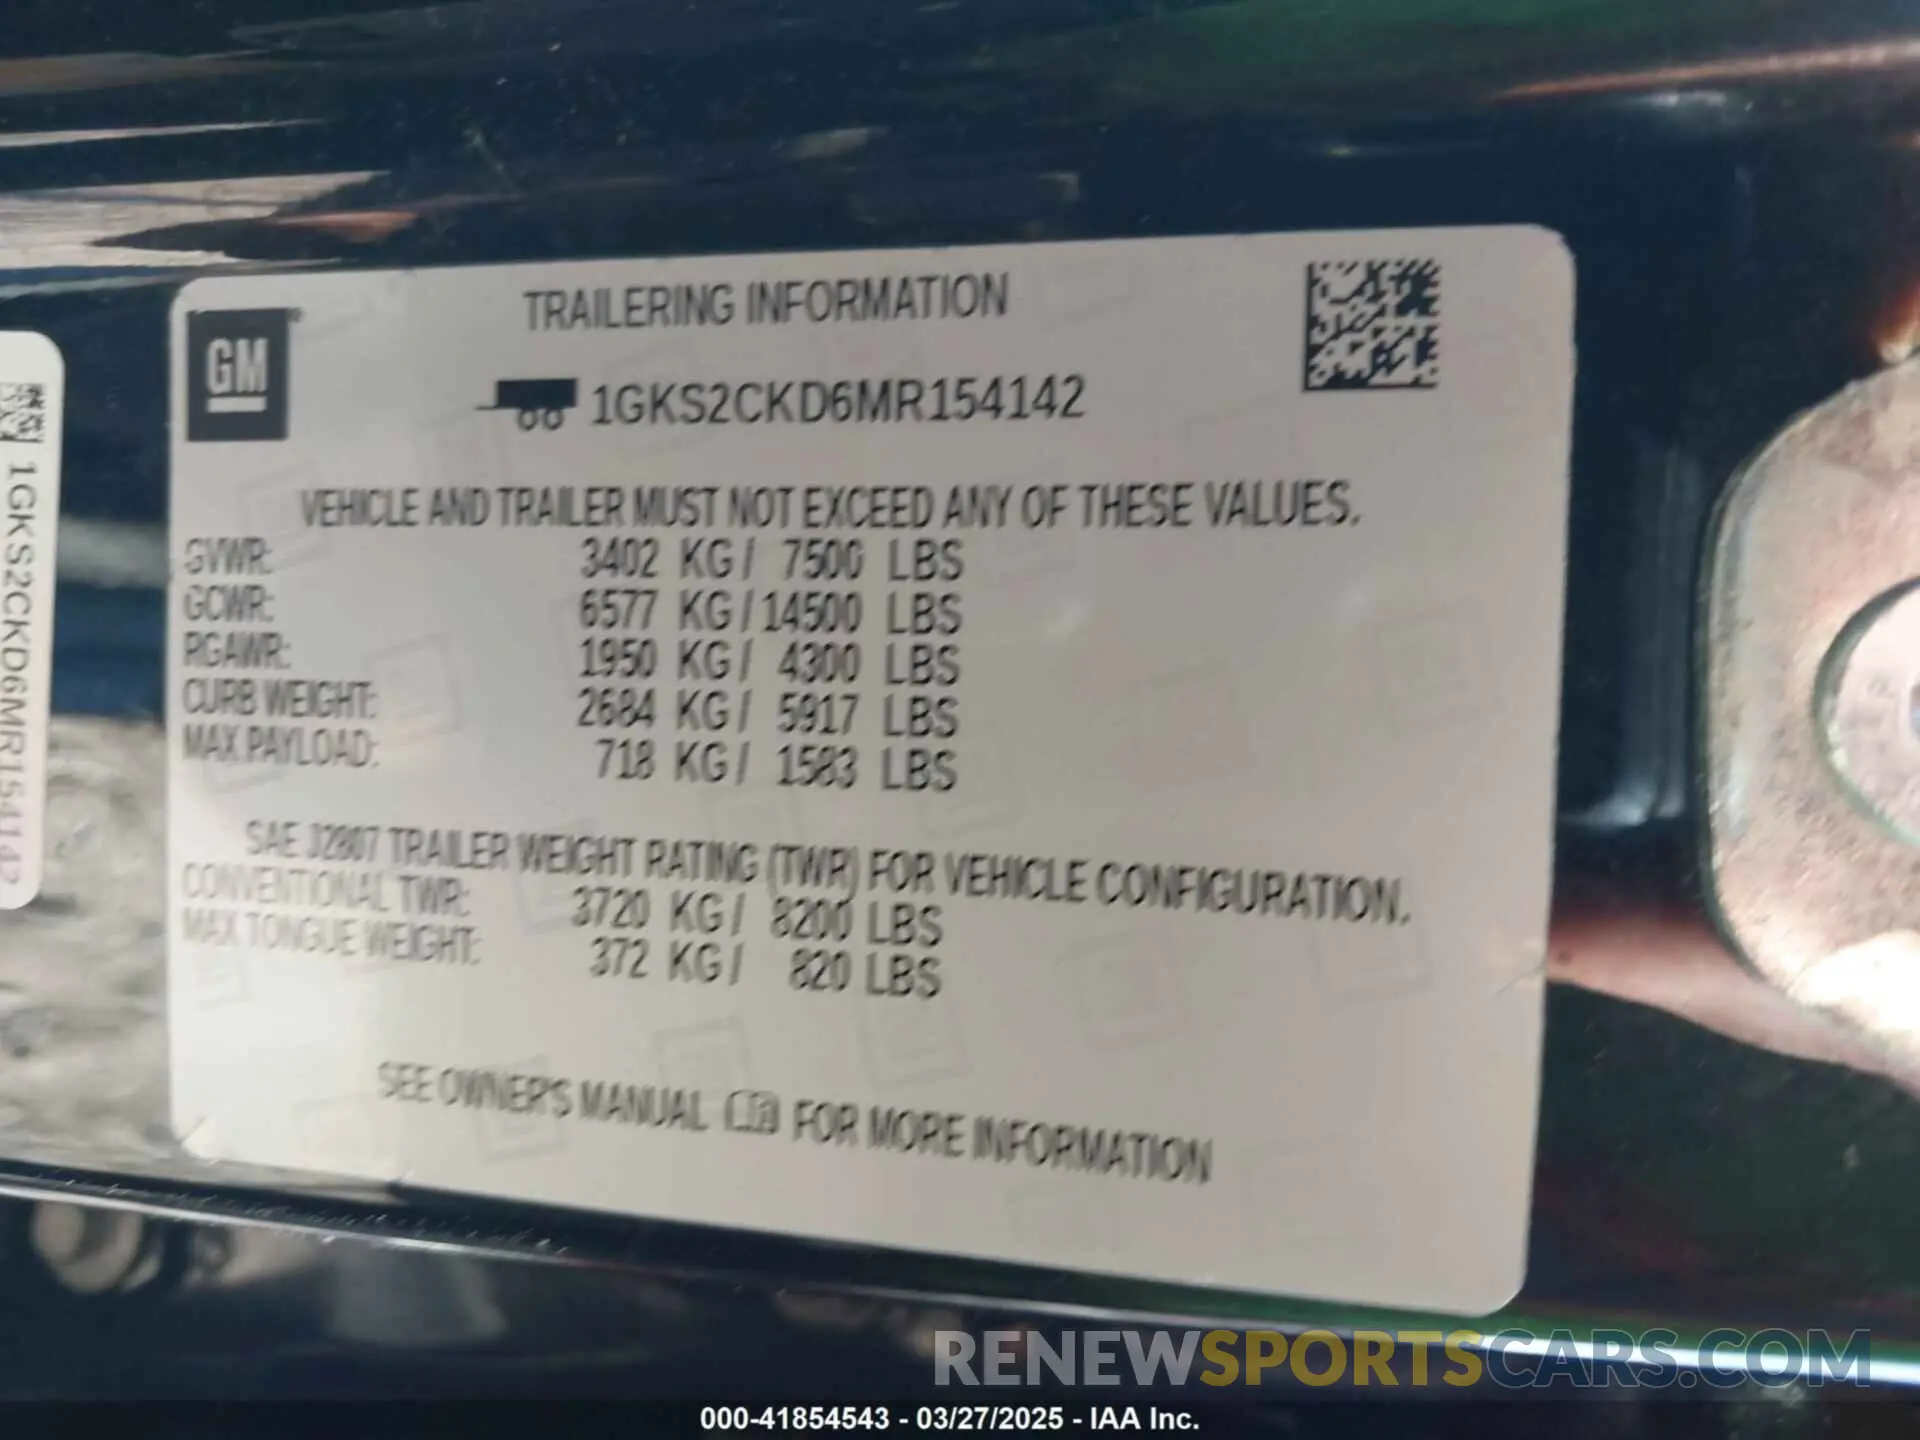 TRAILERING INFORMATION
GM
1GKS2CKD6MR154142
VEHICLE AND TRAILER MUST NOT EXCEED ANY OF THESE VALUES.
GVWR: 3402 KG/ 7500 LBS
GCWR: 6577 KG/14500 LBS
RGAWR: 1950 KG/ 4300 LBS
CURB WEIGHT: 2684 KG/ 5917 LBS
MAX PAYLOAD: 718 KG/ 1583 LBS
SAE J2807 TRAILER WEIGHT RATING (TWR) FOR VEHICLE CONFIGURATION.
CONVENTIONAL TWR: 3720 KG/ 8200 LBS
MAX TONGUE WEIGHT: 372 KG/ 820 LBS
SEE OWNER'S MANUAL FOR MORE INFORMATION
1GKS2CKD6MR154142
RENEWSPORTSCARS.COM
000-41854543 - 03/27/2025 - IAA Inc.